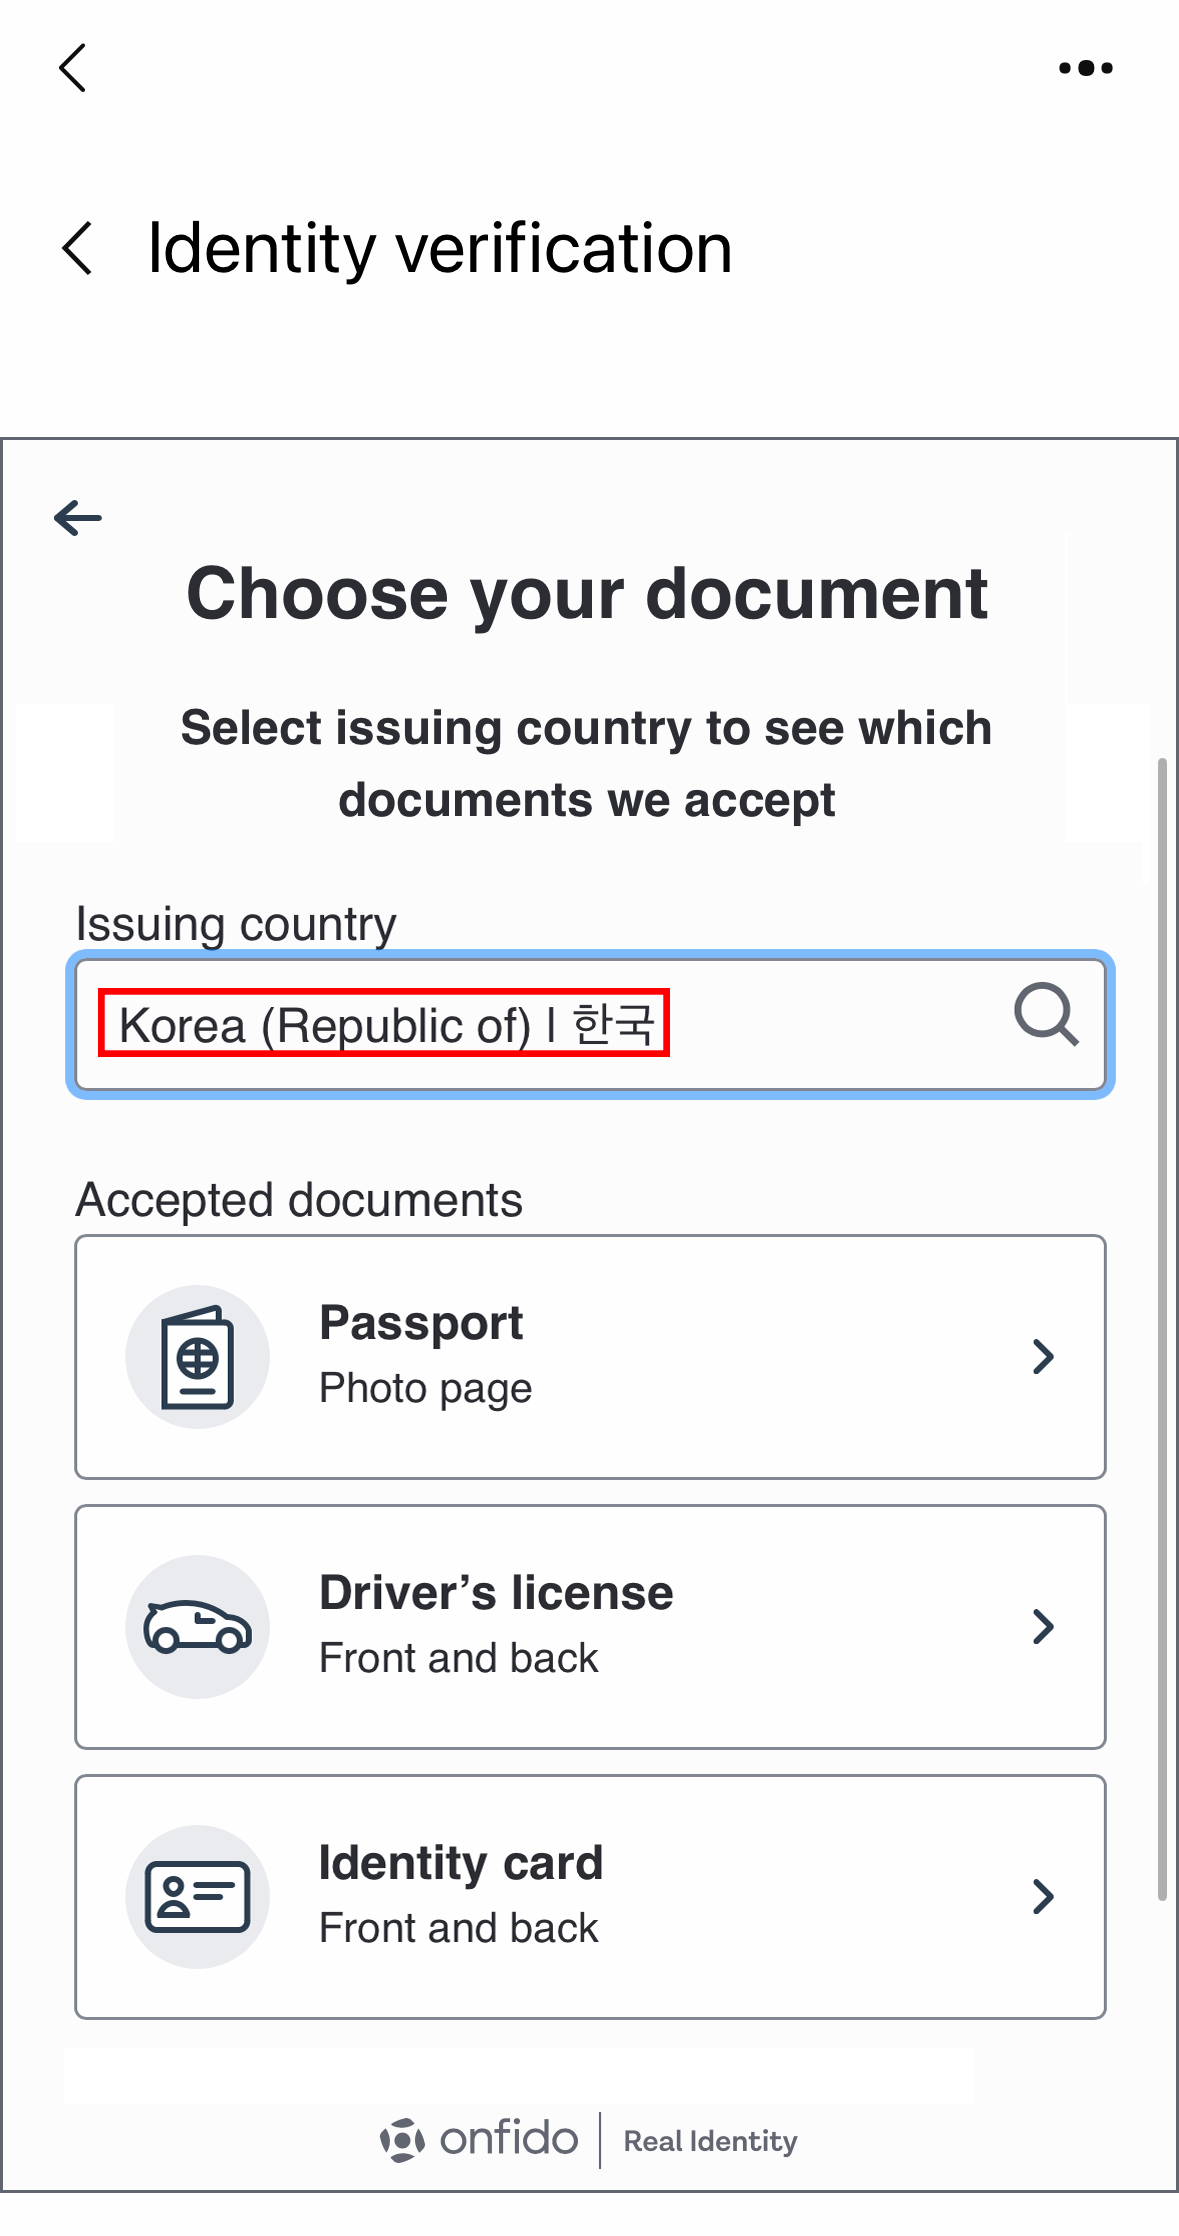 Identity verification
Choose your document
Select issuing country to see which
documents we accept
Issuing country
Korea (Republic of) | 한국
Accepted documents
Passport
Photo page
Driver’s license
Front and back
Identity card
Front and back
onfido | Real Identity